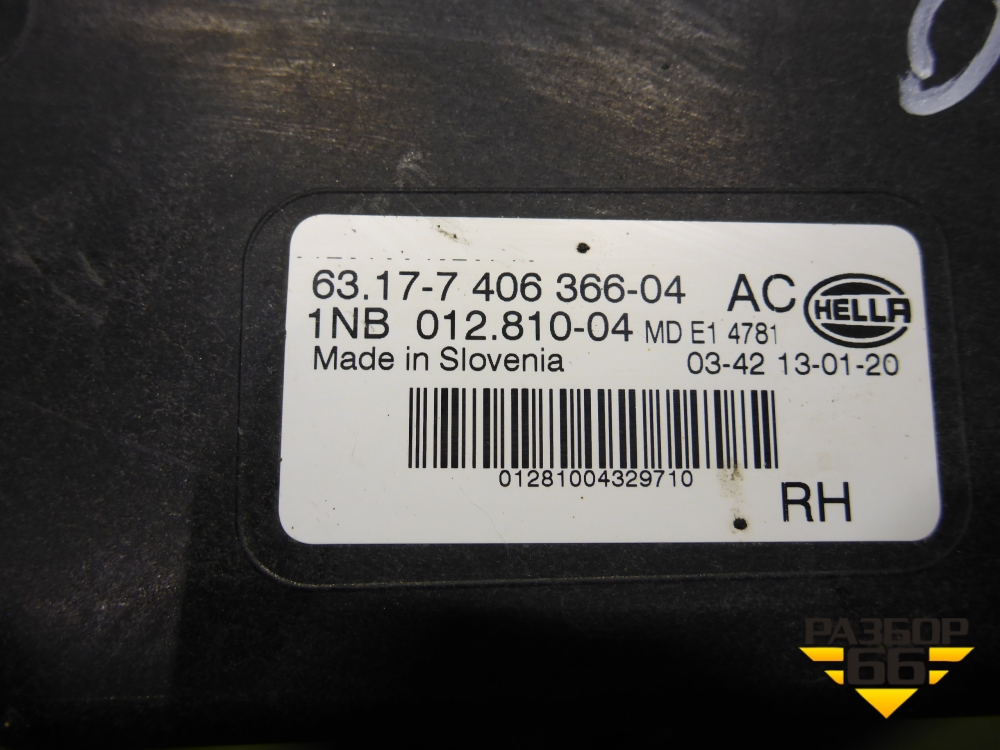 63.17-7 406 366-04 AC HELLA
1NB 012.810-04 MD E1 4781
Made in Slovenia 03-42 13-01-20
01281004329710
RH
РАЗБОР
66